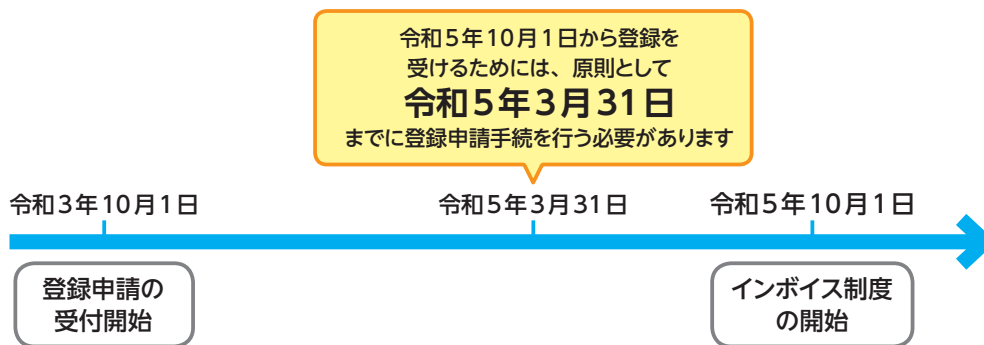 令和5年10月1日から登録を
受けるためには、原則として
令和5年3月31日
までに登録申請手続を行う必要があります
令和3年10月1日
令和5年3月31日
令和5年10月1日
登録申請の
受付開始
インボイス制度
の開始